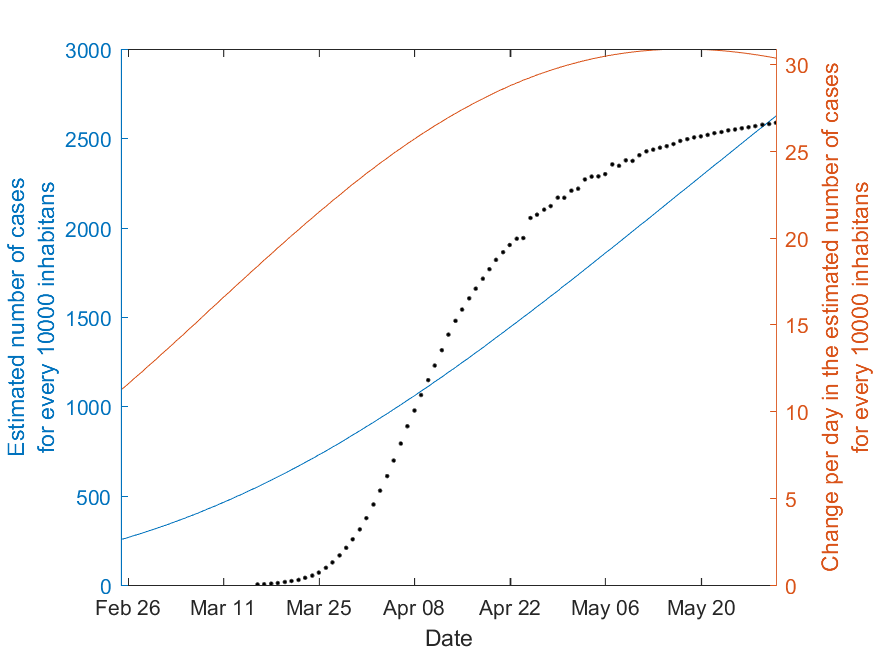 Estimated number of cases
for every 10000 inhabitans
3000
2500
2000
1500
1000
500
0
30
25
20
15
10
5
0
Change per day in the estimated number of cases
for every 10000 inhabitans
Feb 26 Mar 11 Mar 25 Apr 08 Apr 22 May 06 May 20
Date